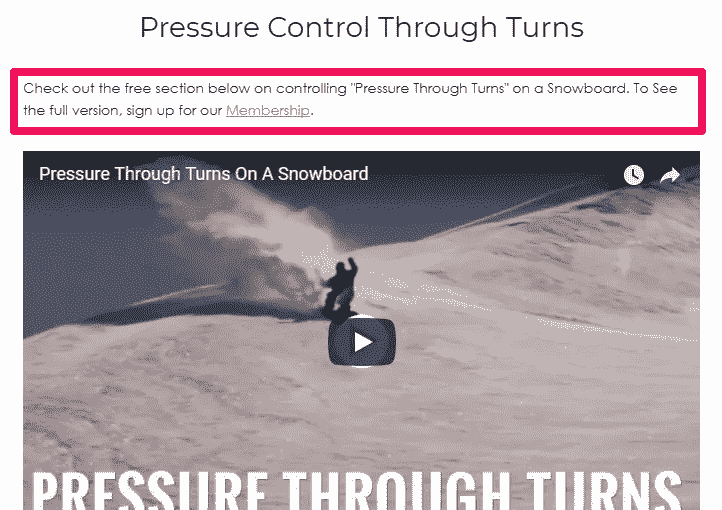 Pressure Control Through Turns
Check out the free section below on controlling "Pressure Through Turns" on a Snowboard. To See
the full version, sign up for our Membership.
Pressure Through Turns On A Snowboard
PRESSURE THROUGH TURNS